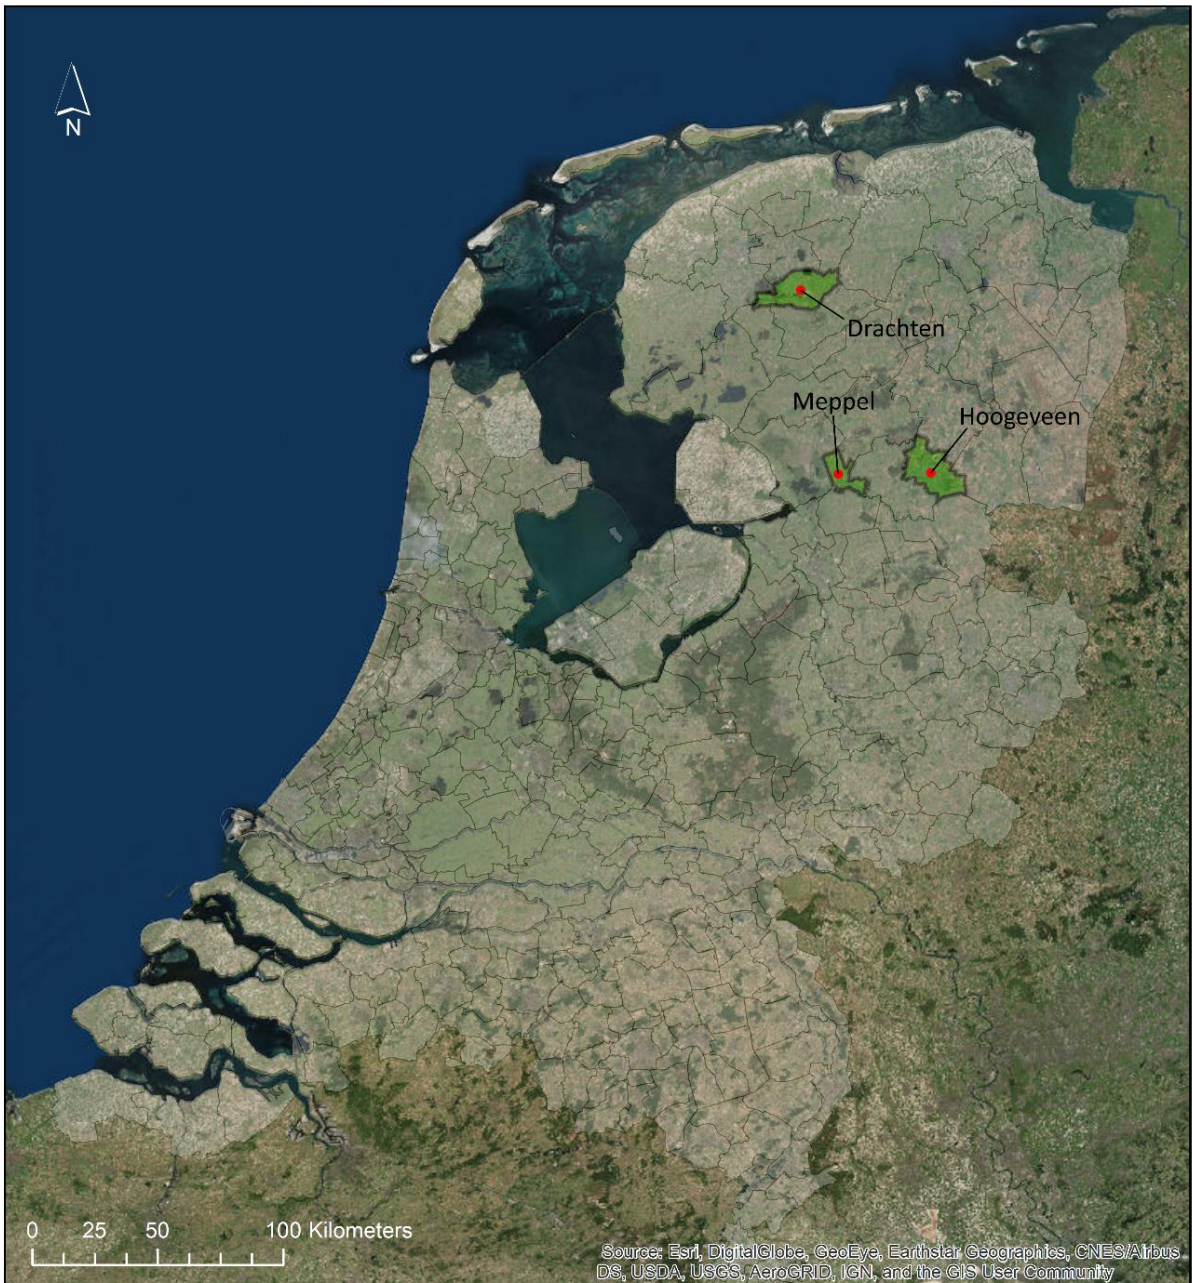 N
Drachten
Meppel
Hoogeveen
0 25 50 100 Kilometers
Source: Esri, DigitalGlobe, GeoEye, Earthstar Geographics, CNES/Airbus
DS, USDA, USGS, AeroGRID, IGN, and the GIS User Community